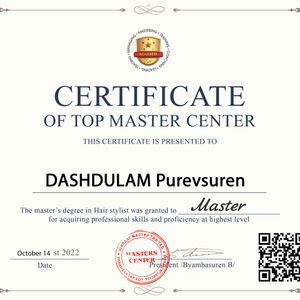 CERTIFICATE
OF TOP MASTER CENTER
THIS CERTIFICATE IS PRESENTED TO
DASHDULAM Purevsuren
The master's degree in Hair stylist was granted to Master
for acquiring professional skills and proficiency at highest level
October 14 st 2022
Date
MASTERS
CENTER
President /Byambasuren.B/